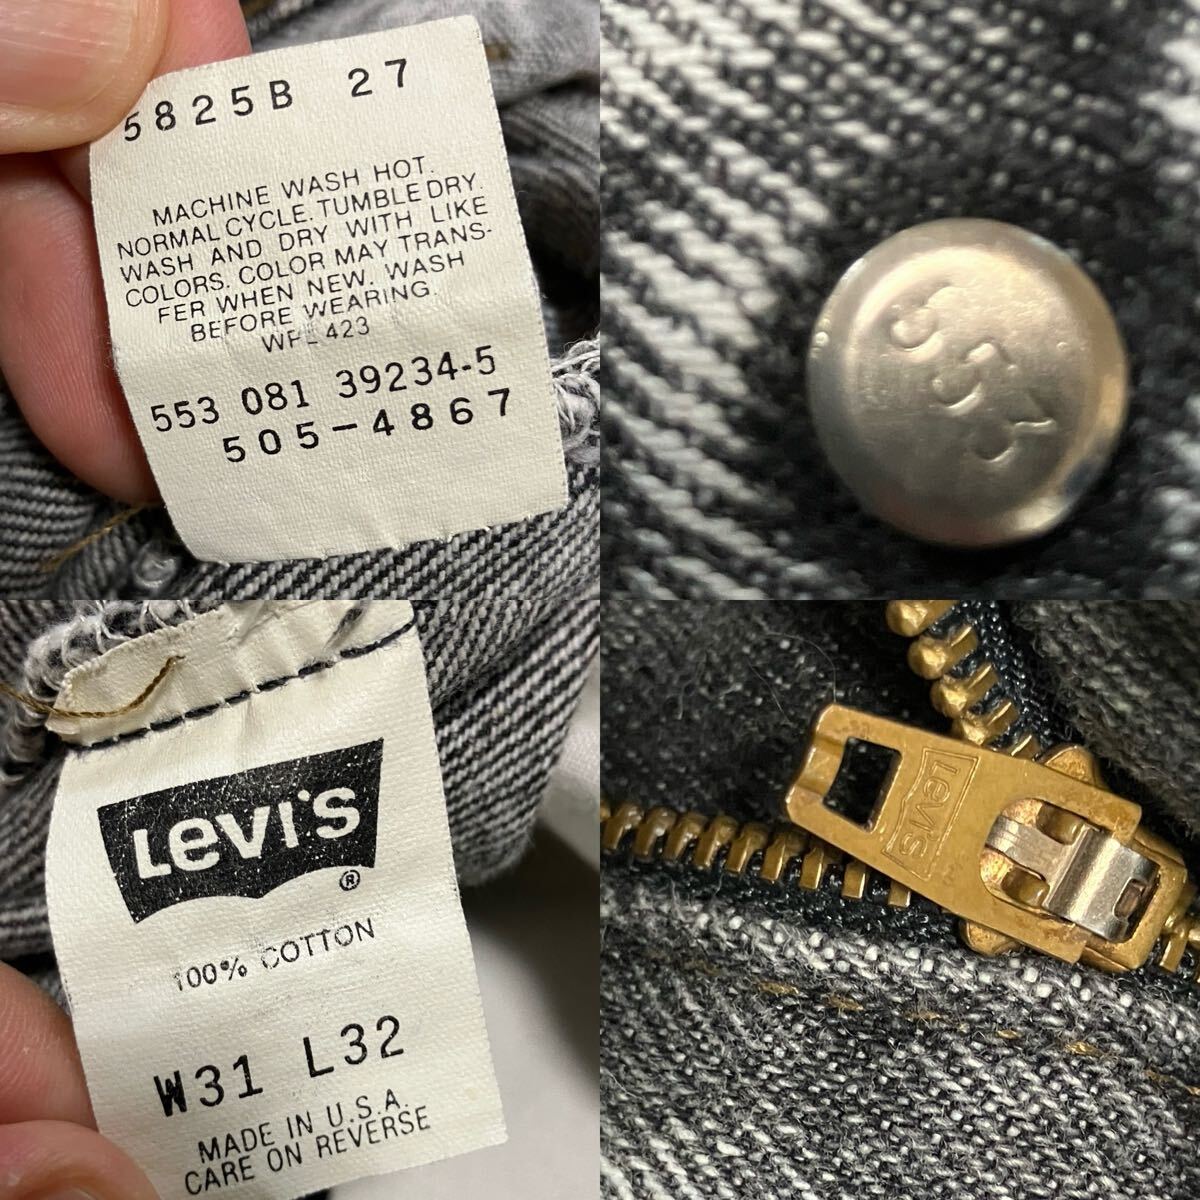 5825B 27
MACHINE WASH HOT.
NORMAL CYCLE. TUMBLE DRY.
WASH AND DRY WITH LIKE
COLORS. COLOR MAY TRANS-
FER WHEN NEW. WASH
BEFORE WEARING.
WPL 423
553 081 39234-5
505-4867
553
LEVI'S
®
100% COTTON
W31 L32
MADE IN U.S.A.
CARE ON REVERSE
LEVI'S